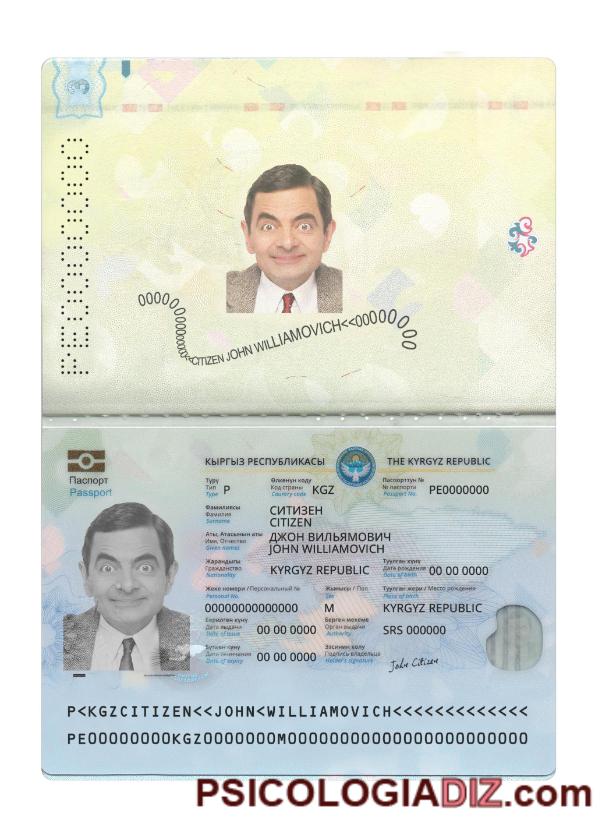 PE0000000
<<CITIZEN JOHN WILLIAMOVICH<<
КЫРГЫЗ РЕСПУБЛИКАСЫ THE KYRGYZ REPUBLIC
Паспорт
Passport
Түрү Өлкөнүн коду Паспорттун №
Тип P Код страны KGZ № паспорта PE0000000
Type Country code Passport No.
Фамилиясы СИТИЗЕН
Фамилия CITIZEN
Surname
Аты, Атасынын аты ДЖОН ВИЛЬЯМОВИЧ
Имя, Отчество JOHN WILLIAMOVICH
Given names
Жарандыгы Туулган күнү
Гражданство KYRGYZ REPUBLIC Дата рождения 00 00 0000
Nationality Date of birth
Жеке номери / Персональный № Жынысы / Пол Туулган жери / Место рождения
Personal No. Sex Place of birth
00000000000000 M KYRGYZ REPUBLIC
Берилген күнү Берген мекеме
Дата выдачи 00 00 0000 Орган выдачи SRS 000000
Date of issue Authority
Бүткөн күнү Ээсинин колу
Дата окончания 00 00 0000 Подпись владельца John Citizen
Date of expiry Holder's signature
P<KGZCITIZEN<<JOHN<WILLIAMOVICH<<<<<<<<<<<<<
PE00000000KGZ0000000M00000000000000000000000
PSICOLOGIADIZ.com